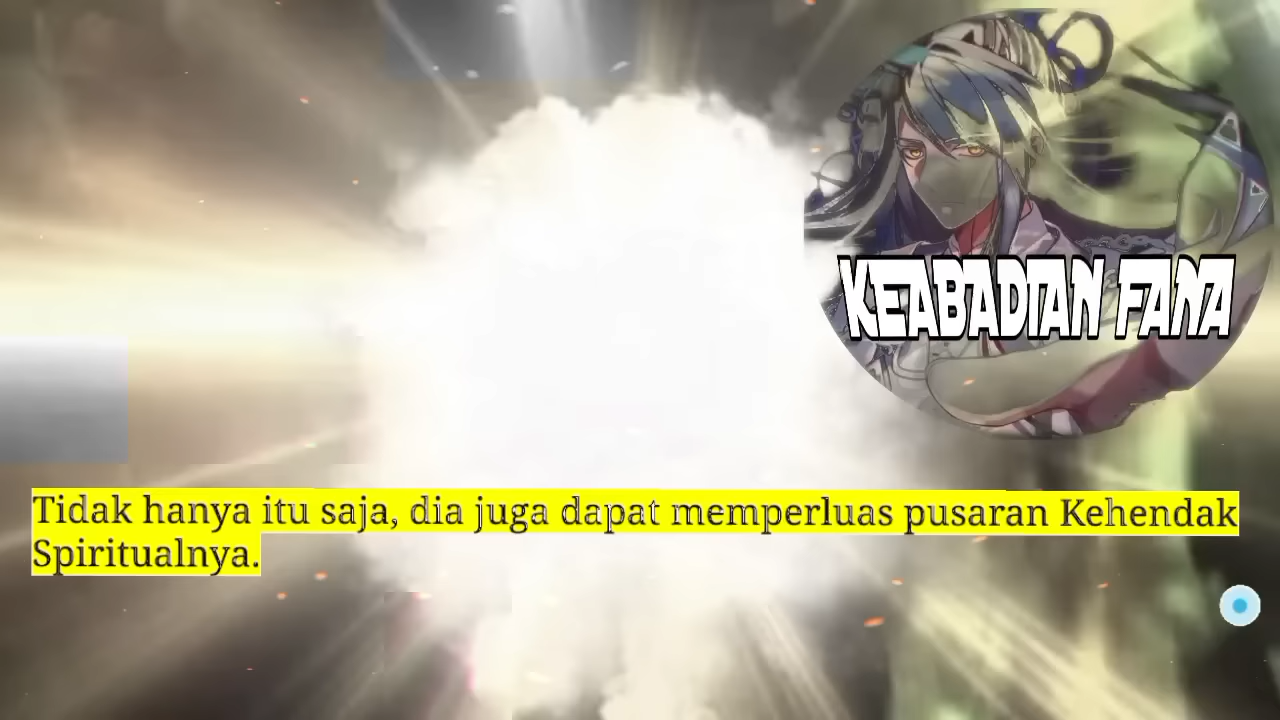 KEABADIAN FANA
Tidak hanya itu saja, dia juga dapat memperluas pusaran Kehendak
Spiritualnya.